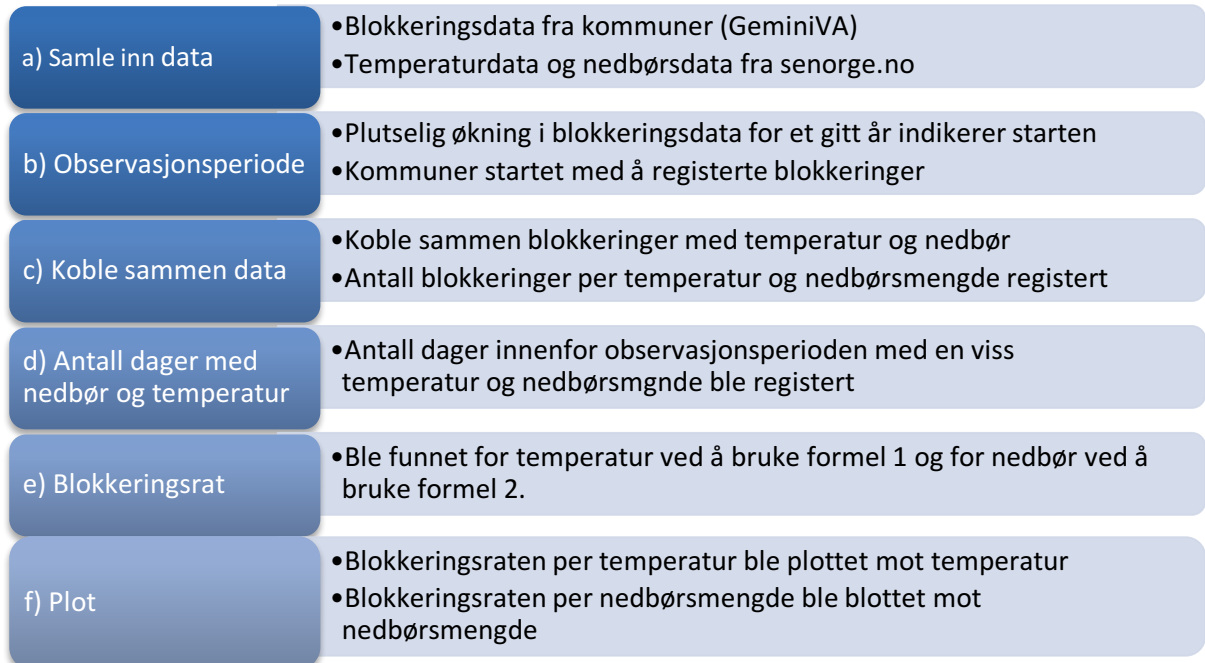 a) Samle inn data
•Blokkeringsdata fra kommuner (GeminiVA)
•Temperaturdata og nedbørsdata fra senorge.no
b) Observasjonsperiode
•Plutselig økning i blokkeringsdata for et gitt år indikerer starten
•Kommuner startet med å registerte blokkeringer
c) Koble sammen data
•Koble sammen blokkeringer med temperatur og nedbør
•Antall blokkeringer per temperatur og nedbørsmengde registert
d) Antall dager med
nedbør og temperatur
•Antall dager innenfor observasjonsperioden med en viss
temperatur og nedbørsmgnde ble registert
e) Blokkeringsrat
•Ble funnet for temperatur ved å bruke formel 1 og for nedbør ved å
bruke formel 2.
f) Plot
•Blokkeringsraten per temperatur ble plottet mot temperatur
•Blokkeringsraten per nedbørsmengde ble blottet mot
nedbørsmengde